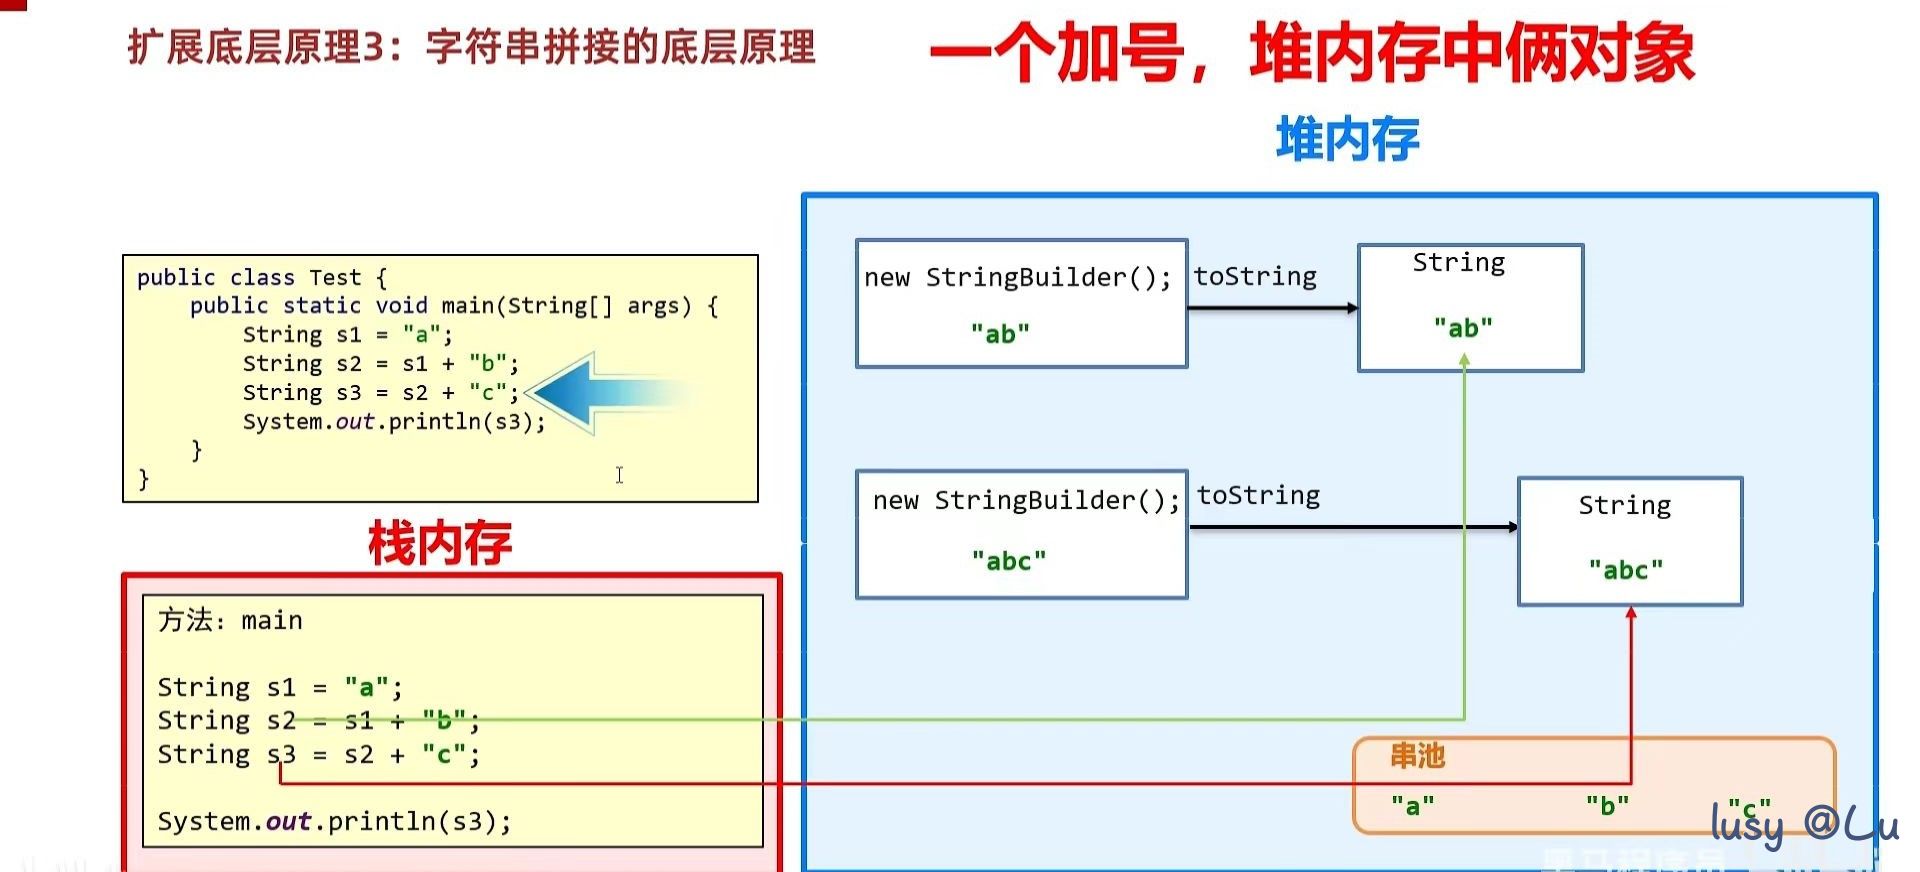 扩展底层原理3：字符串拼接的底层原理
一个加号，堆内存中俩对象
堆内存
public class Test {
public static void main(String[] args) {
String s1 = "a";
String s2 = s1 + "b";
String s3 = s2 + "c";
System.out.println(s3);
}
}
栈内存
方法：main
String s1 = "a";
String s2 = s1 + "b";
String s3 = s2 + "c";
System.out.println(s3);
new StringBuilder();
"ab"
toString
String
"ab"
new StringBuilder();
"abc"
toString
String
"abc"
串池
"a" "b" "c"
lusy @Lu